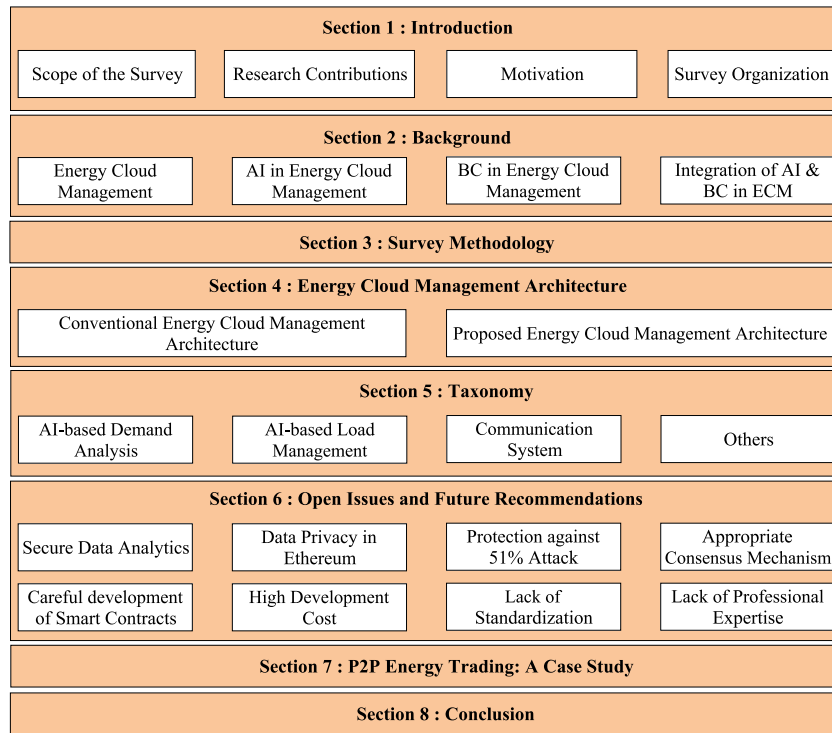 Section 1 : Introduction
Scope of the Survey
Research Contributions
Motivation
Survey Organization
Section 2 : Background
Energy Cloud
Management
AI in Energy Cloud
Management
BC in Energy Cloud
Management
Integration of AI &
BC in ECM
Section 3 : Survey Methodology
Section 4 : Energy Cloud Management Architecture
Conventional Energy Cloud Management
Architecture
Proposed Energy Cloud Management Architecture
Section 5 : Taxonomy
AI-based Demand
Analysis
AI-based Load
Management
Communication
System
Others
Section 6 : Open Issues and Future Recommendations
Secure Data Analytics
Data Privacy in
Ethereum
Protection against
51% Attack
Appropriate
Consensus Mechanism
Careful development
of Smart Contracts
High Development
Cost
Lack of
Standardization
Lack of Professional
Expertise
Section 7 : P2P Energy Trading: A Case Study
Section 8 : Conclusion